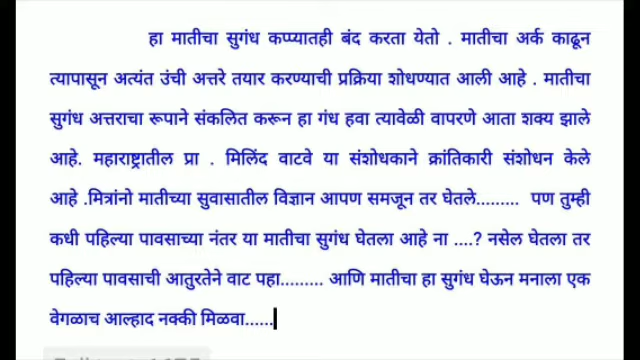 हा मातीचा सुगंध कप्प्यातही बंद करता येतो . मातीचा अर्क काढून
त्यापासून अत्यंत उंची अत्तरे तयार करण्याची प्रक्रिया शोधण्यात आली आहे . मातीचा
सुगंध अत्तराचा रूपाने संकलित करून हा गंध हवा त्यावेळी वापरणे आता शक्य झाले
आहे. महाराष्ट्रातील प्रा . मिलिंद वाटवे या संशोधकाने क्रांतिकारी संशोधन केले
आहे .मित्रांनो मातीच्या सुवासातील विज्ञान आपण समजून तर घेतले......... पण तुम्ही
कधी पहिल्या पावसाच्या नंतर या मातीचा सुगंध घेतला आहे ना ....? नसेल घेतला तर
पहिल्या पावसाची आतुरतेने वाट पहा......... आणि मातीचा हा सुगंध घेऊन मनाला एक
वेगळाच आल्हाद नक्की मिळवा......